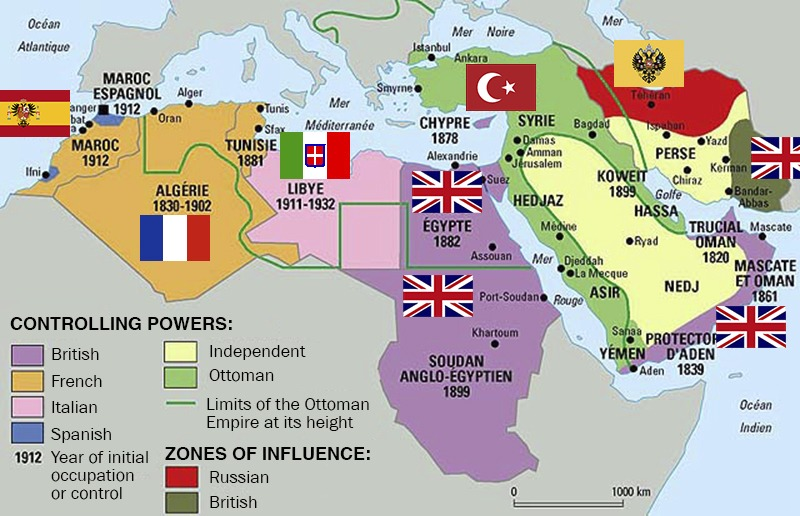 Océan
Atlantique
Mer Noire
Mer
Istanbul
Ankara
MAROC
ESPAGNOL
1912
Alger
Smyrne
Téhéran
anger
bat
Oran
Tunis
Mer
Méditerranée
CHYPRE
1878
SYRIE
Bagdad
Ispahan
Yazd
Sfax
MAROC
1912
TUNISIE
1881
Damas
Amman
Jérusalem
Alexandrie
PERSE
Kerman
Chiraz
Ifni
ALGÉRIE
1830-1902
LIBYE
1911-1932
Suez
KOWEIT
1899
Golfe
Bandar-
Abbas
HEDJAZ
HASSA
ÉGYPTE
1882
Médine
TRUCIAL
OMAN
1820
Mascate
Ryad
Assouan
Mer
Djeddah
La Mecque
MASCATE
ET OMAN
1861
NEDJ
Port-Soudan
Rouge
ASIR
Khartoum
Sanaa
YÉMEN
PROTECTOR
D'ADEN
1839
Aden
SOUDAN
ANGLO-ÉGYPTIEN
1899
Océan
Indien
CONTROLLING POWERS:
British
French
Italian
Spanish
1912 Year of initial
occupation
or control
Independent
Ottoman
Limits of the Ottoman
Empire at its height
ZONES OF INFLUENCE:
Russian
British
0 1000 km